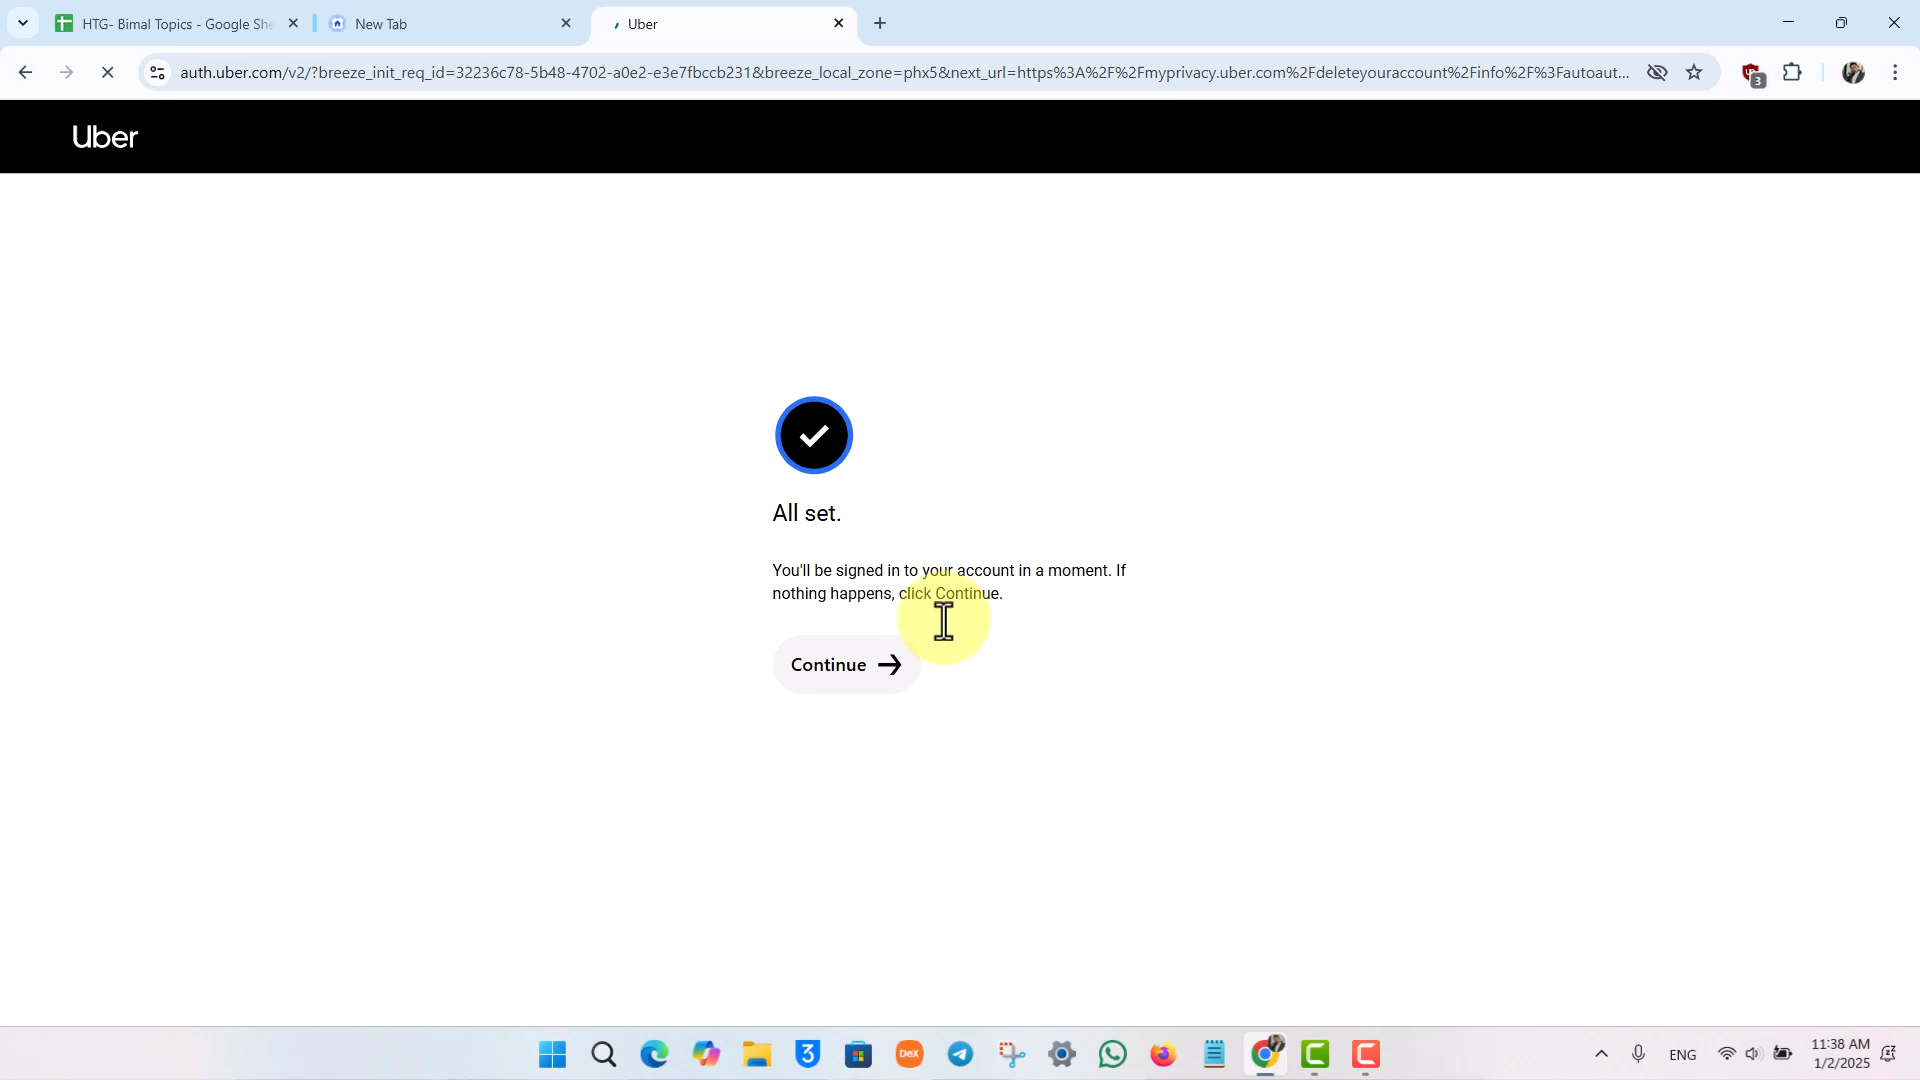 HTG- Bimal Topics - Google She
New Tab
Uber
auth.uber.com/v2/?breeze_init_req_id=32236c78-5b48-4702-a0e2-e3e7fbccb231&breeze_local_zone=phx5&next_url=https%3A%2F%2Fmyprivacy.uber.com%2Fdeleteyouraccount%2Finfo%2F%3Fautoaut...
3
Uber
All set.
You'll be signed in to your account in a moment. If
nothing happens, click Continue.
Continue
3
DeX
ENG
11:38 AM
1/2/2025